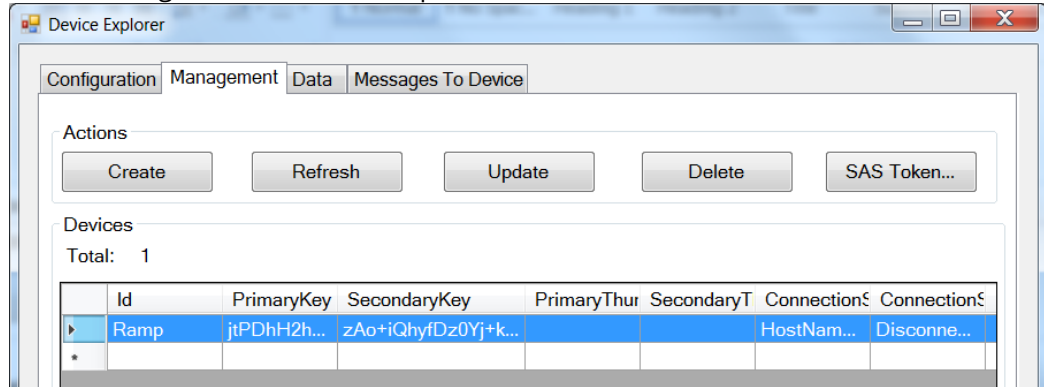 Device Explorer
Configuration Management Data Messages To Device
Actions
Create Refresh Update Delete SAS Token...
Devices
Total: 1
Id PrimaryKey SecondaryKey PrimaryThur SecondaryT ConnectionS ConnectionS
Ramp jtPDhH2h... zAo+iQhyfDz0Yj+k... HostNam... Disconne...
*